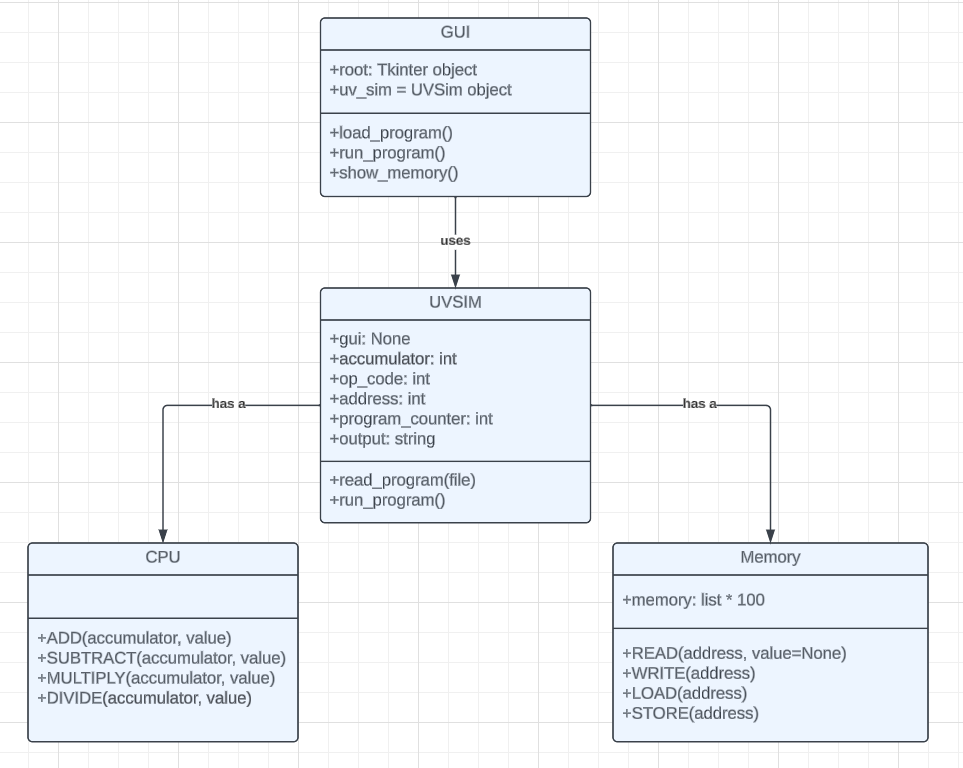 GUI
+root: Tkinter object
+uv_sim = UVSim object
+load_program()
+run_program()
+show_memory()
uses
UVSIM
+gui: None
+accumulator: int
+op_code: int
+address: int
+program_counter: int
+output: string
+read_program(file)
+run_program()
has a
has a
CPU
+ADD(accumulator, value)
+SUBTRACT(accumulator, value)
+MULTIPLY(accumulator, value)
+DIVIDE(accumulator, value)
Memory
+memory: list * 100
+READ(address, value=None)
+WRITE(address)
+LOAD(address)
+STORE(address)